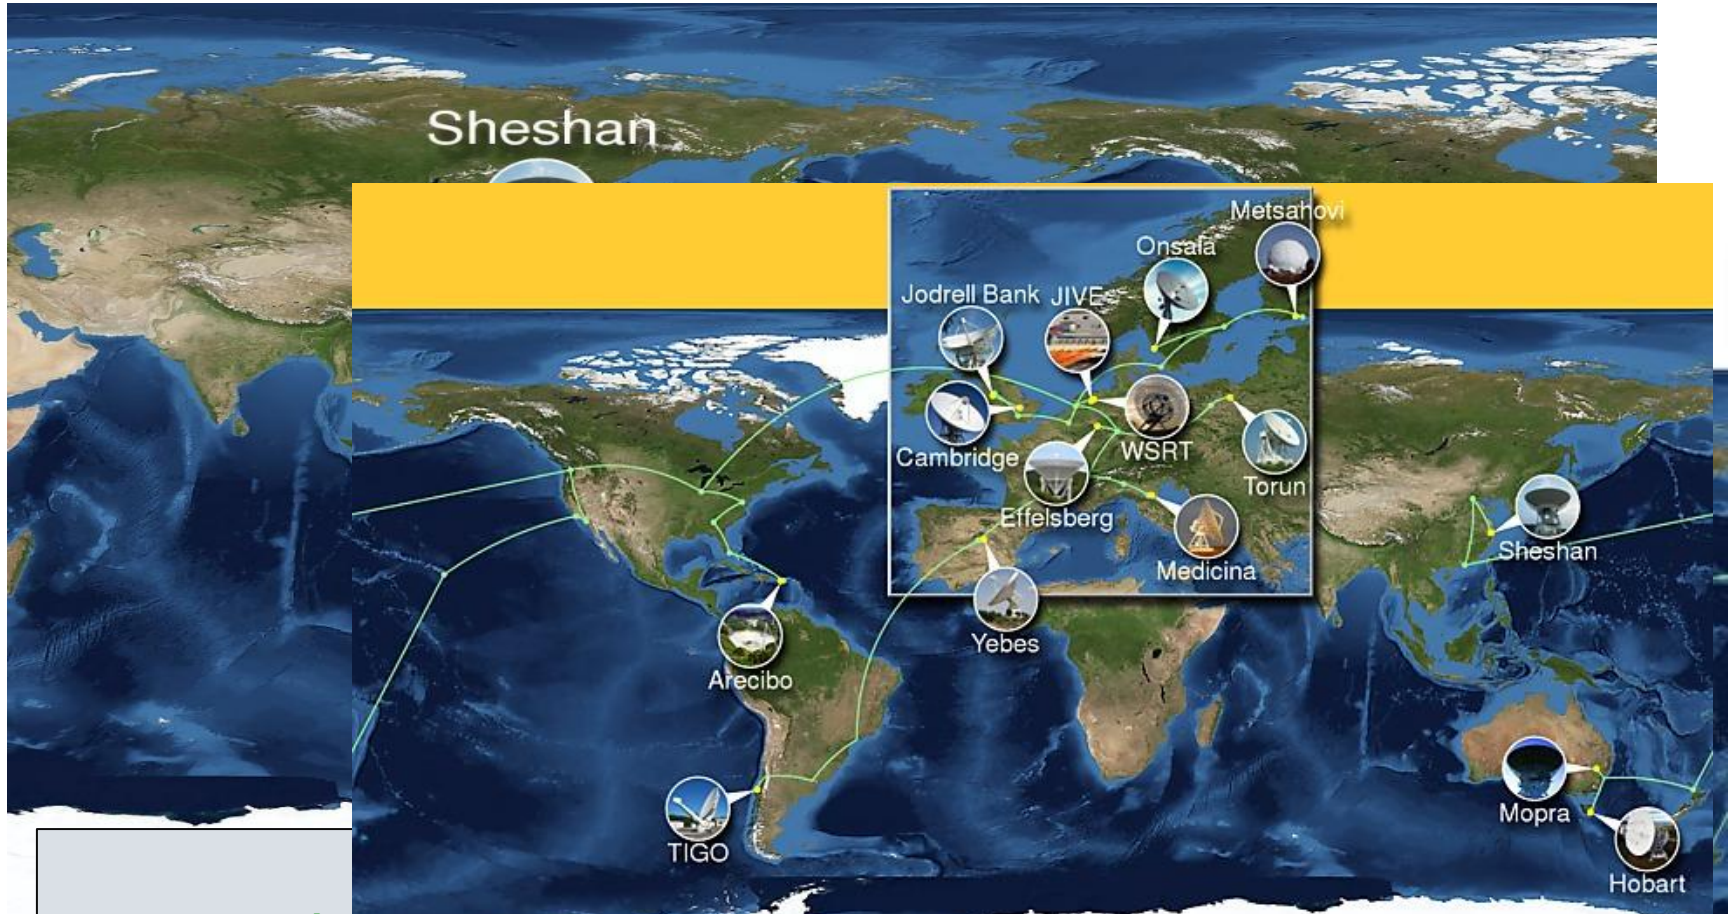 Sheshan
Metsahovi
Onsala
Jodrell Bank
JIVE
Cambridge
WSRT
Effelsberg
Torun
Medicina
Sheshan
Yebes
Arecibo
TIGO
Mopra
Hobart